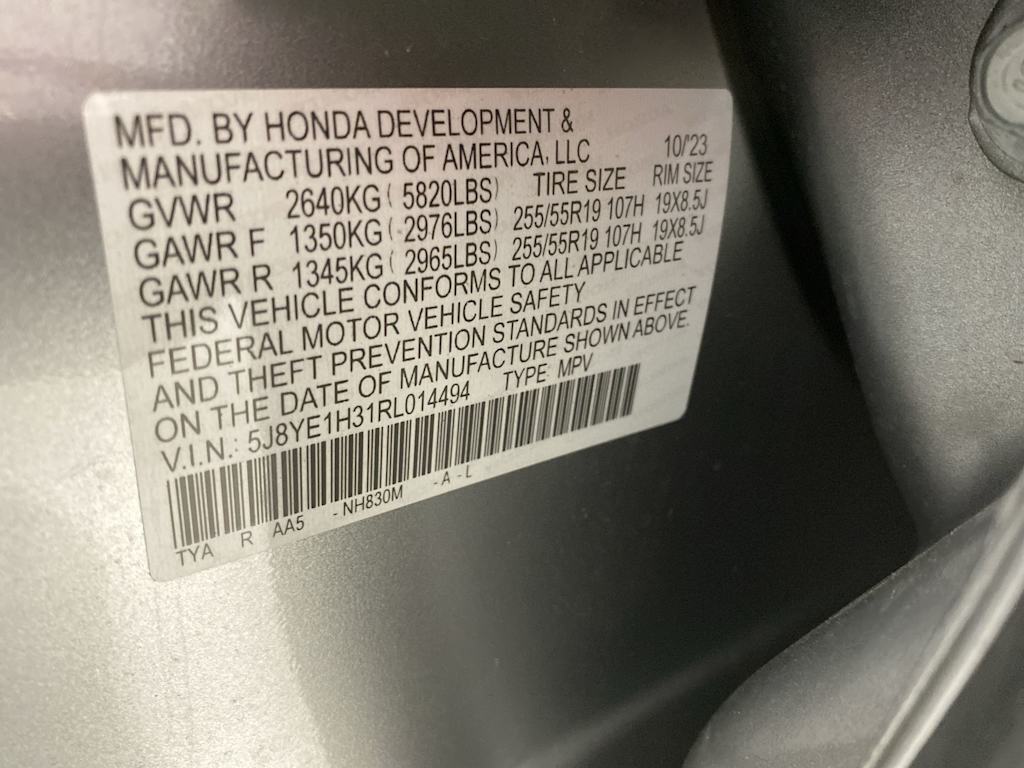 MFD. BY HONDA DEVELOPMENT &
MANUFACTURING OF AMERICA, LLC 10/'23
GVWR 2640KG ( 5820LBS) TIRE SIZE RIM SIZE
GAWR F 1350KG ( 2976LBS) 255/55R19 107H 19X8.5J
GAWR R 1345KG ( 2965LBS) 255/55R19 107H 19X8.5J
THIS VEHICLE CONFORMS TO ALL APPLICABLE
FEDERAL MOTOR VEHICLE SAFETY
AND THEFT PREVENTION STANDARDS IN EFFECT
ON THE DATE OF MANUFACTURE SHOWN ABOVE.
V.I.N.: 5J8YE1H31RL014494 TYPE: MPV
TYA R AA5 -NH830M -A -L